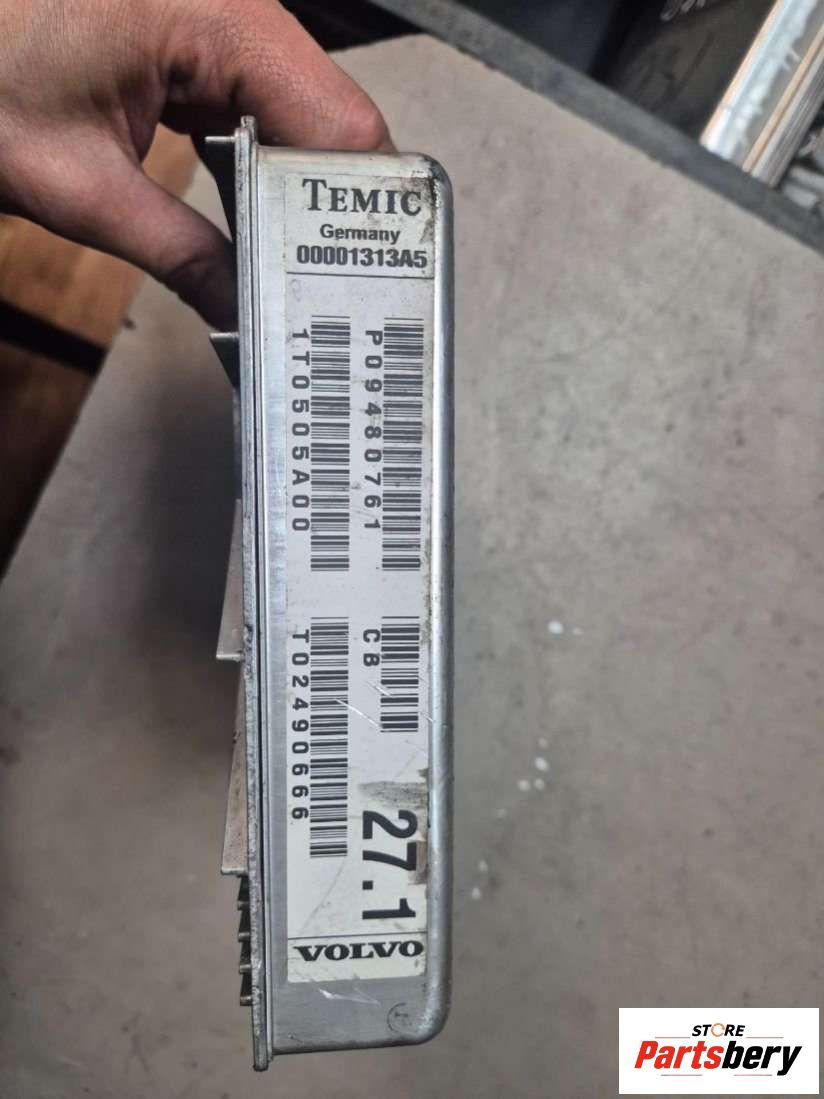 TEMIC
Germany
00001313A5
P09480761
1T0505A00
CB
T02490666
27.1
VOLVO
STORE
Partsbery